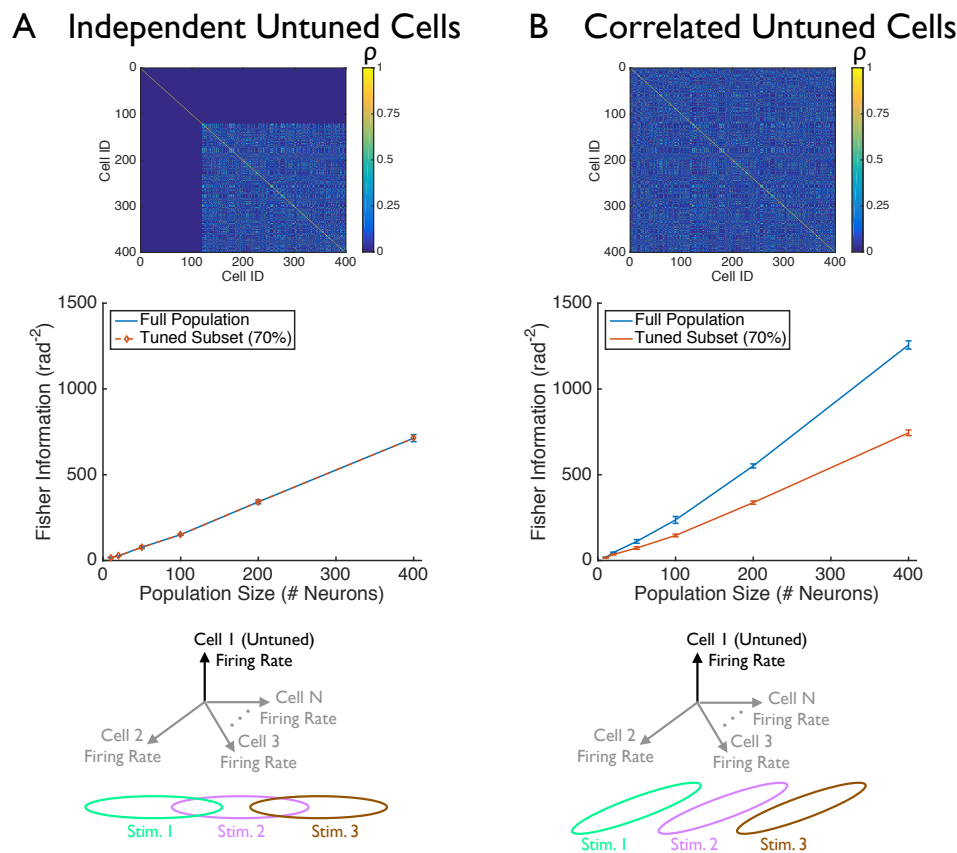 A Independent Untuned Cells
ρ
0
100
200
300
400
Cell ID
0 100 200 300 400
Cell ID
1
0.75
0.5
0.25
0
1500
1000
500
0
Fisher Information (rad⁻²)
Full Population
Tuned Subset (70%)
0 100 200 300 400
Population Size (# Neurons)
Cell 1 (Untuned)
Firing Rate
Cell N
Firing Rate
Cell 2
Firing Rate
Cell 3
Firing Rate
Stim. 1 Stim. 2 Stim. 3
B Correlated Untuned Cells
ρ
0
100
200
300
400
Cell ID
0 100 200 300 400
Cell ID
1
0.75
0.5
0.25
0
1500
1000
500
0
Fisher Information (rad⁻²)
Full Population
Tuned Subset (70%)
0 100 200 300 400
Population Size (# Neurons)
Cell 1 (Untuned)
Firing Rate
Cell N
Firing Rate
Cell 2
Firing Rate
Cell 3
Firing Rate
Stim. 1 Stim. 2 Stim. 3